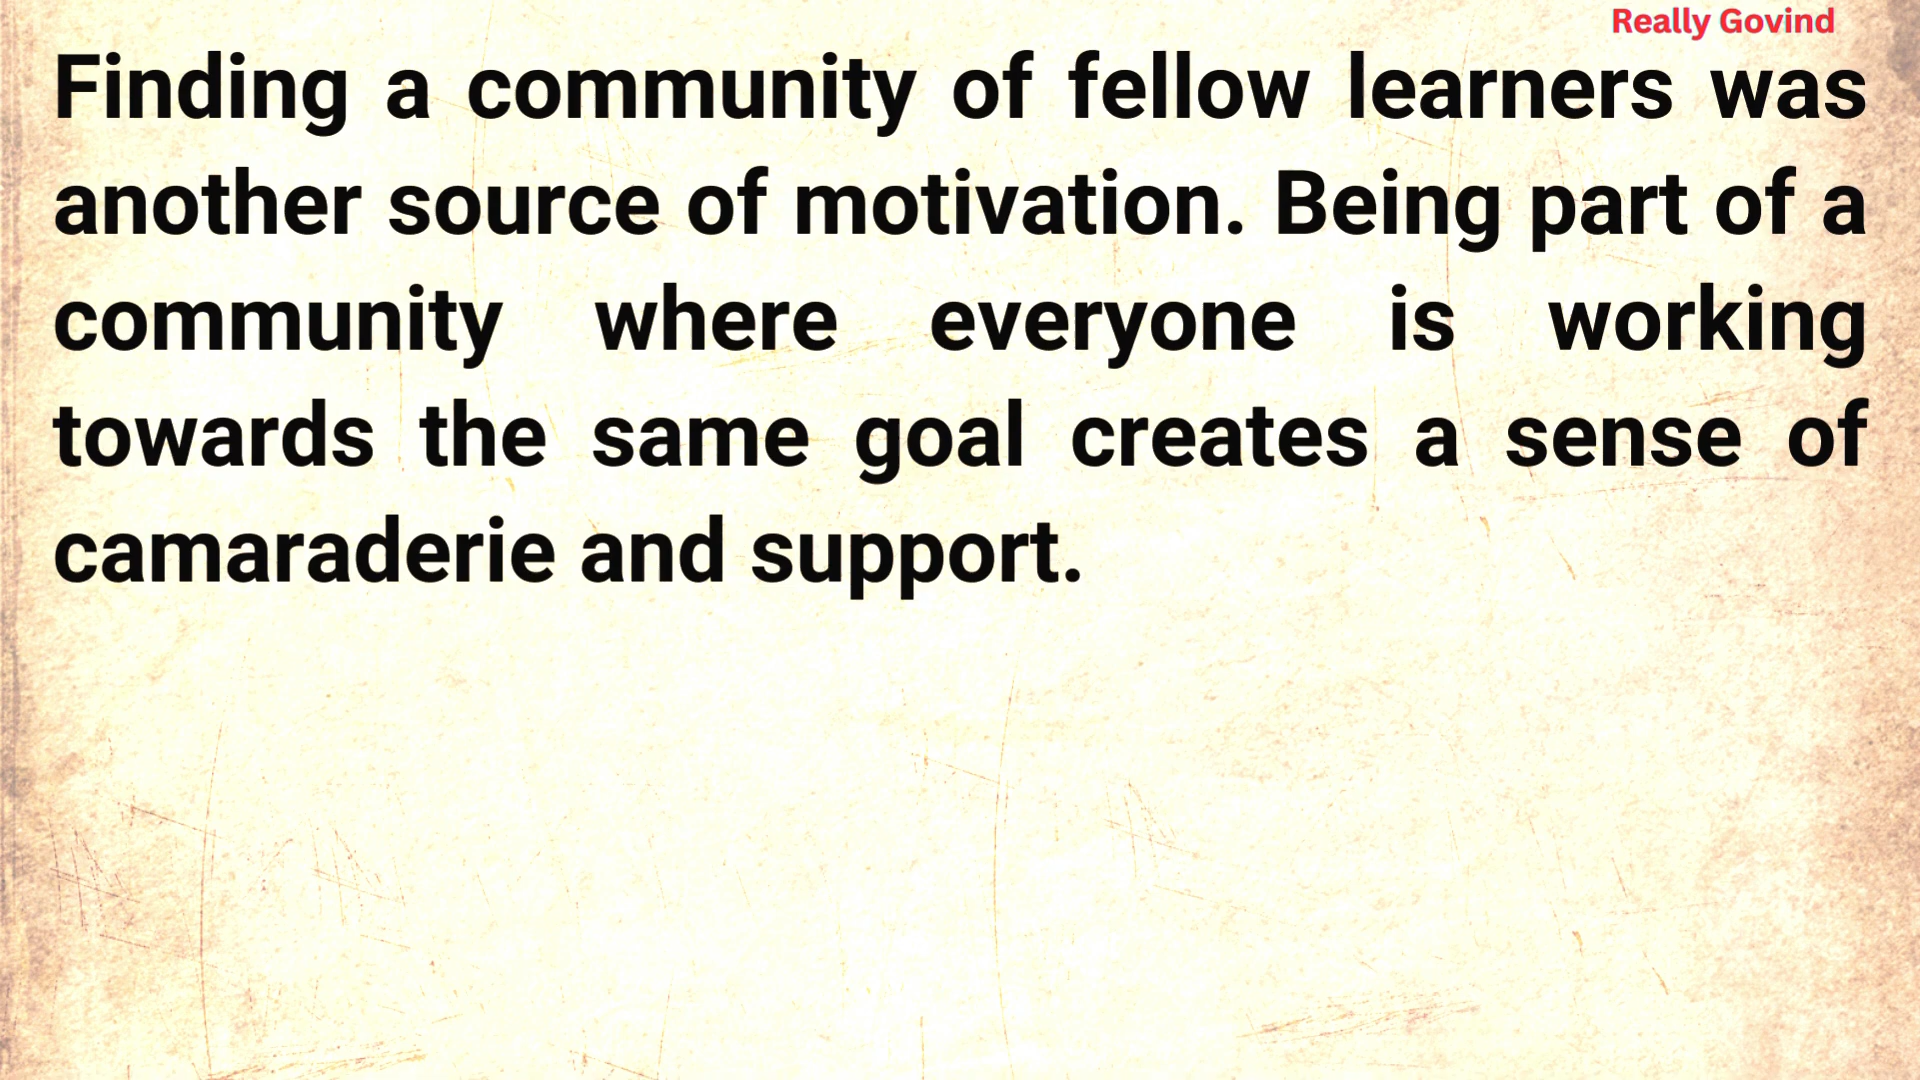 Really Govind
Finding a community of fellow learners was
another source of motivation. Being part of a
community where everyone is working
towards the same goal creates a sense of
camaraderie and support.